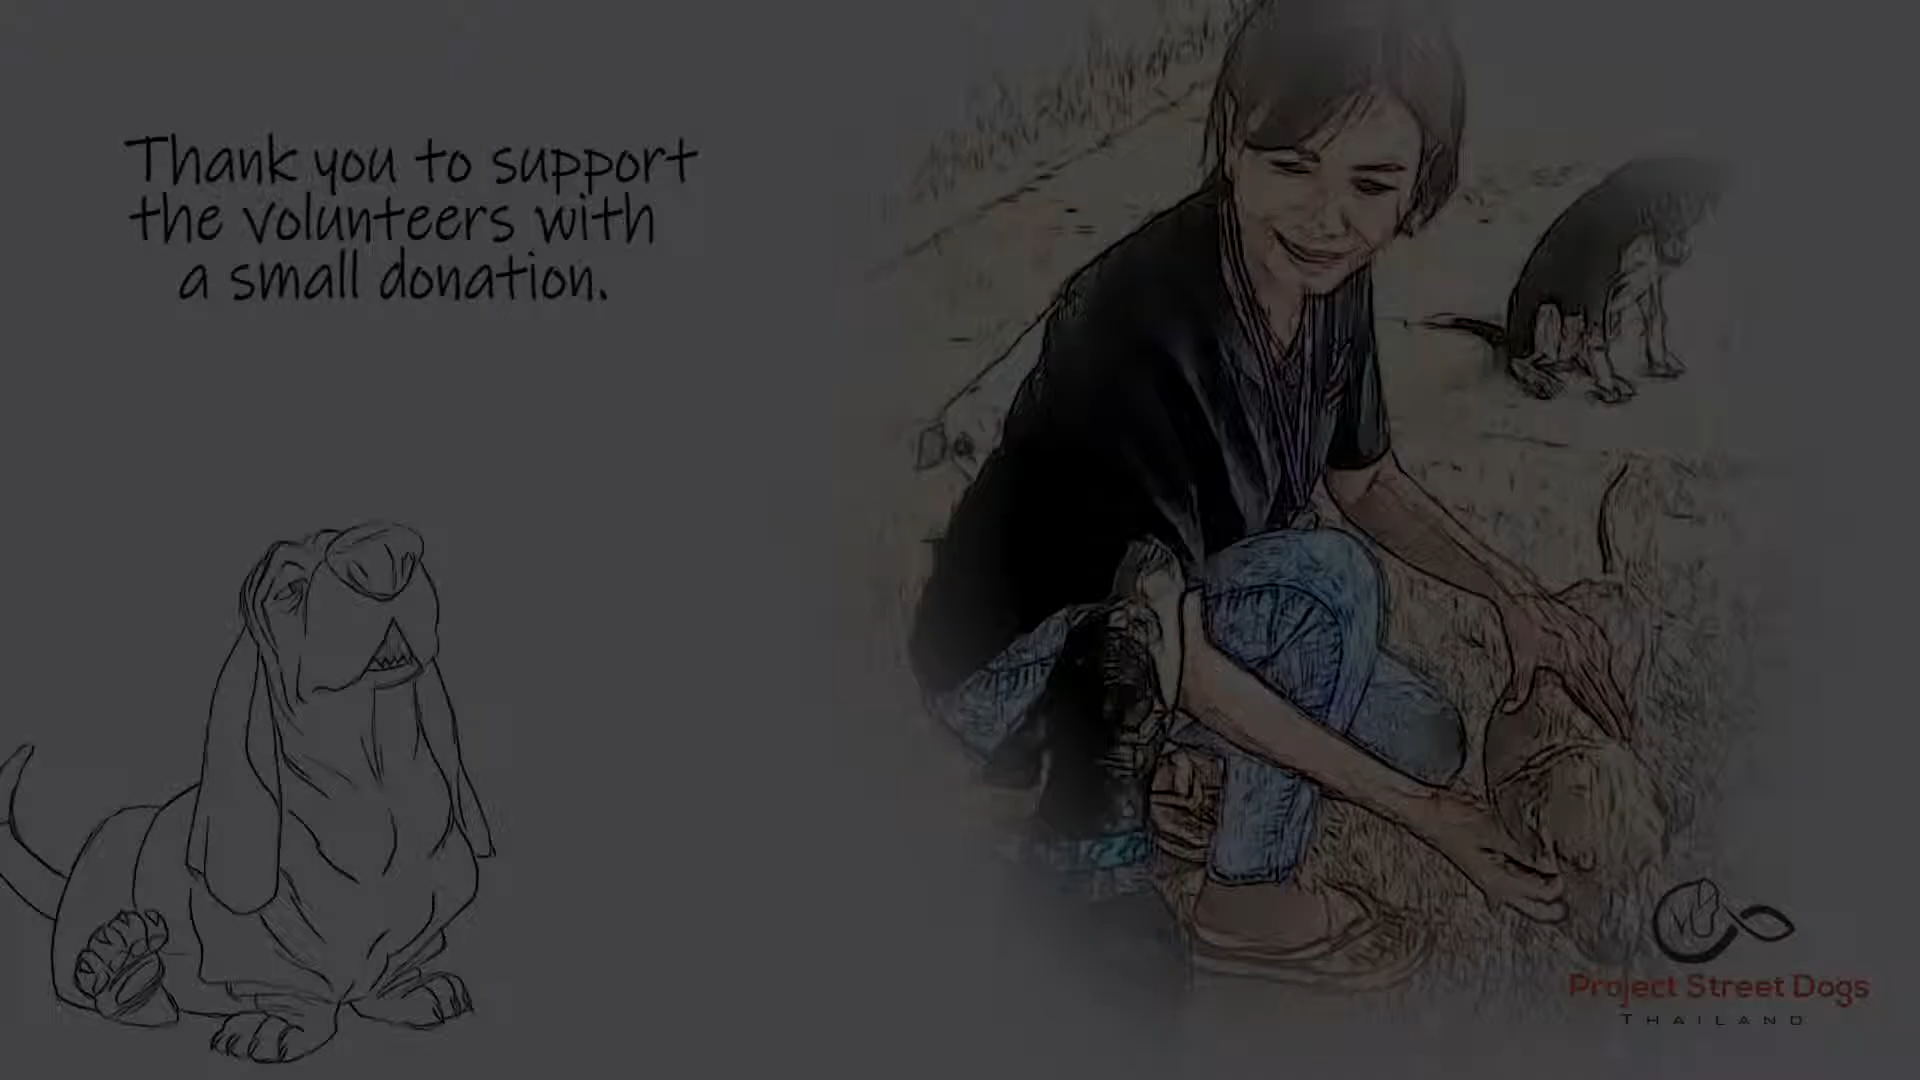 Thank you to support
the volunteers with
a small donation.
Project Street Dogs
THAILAND